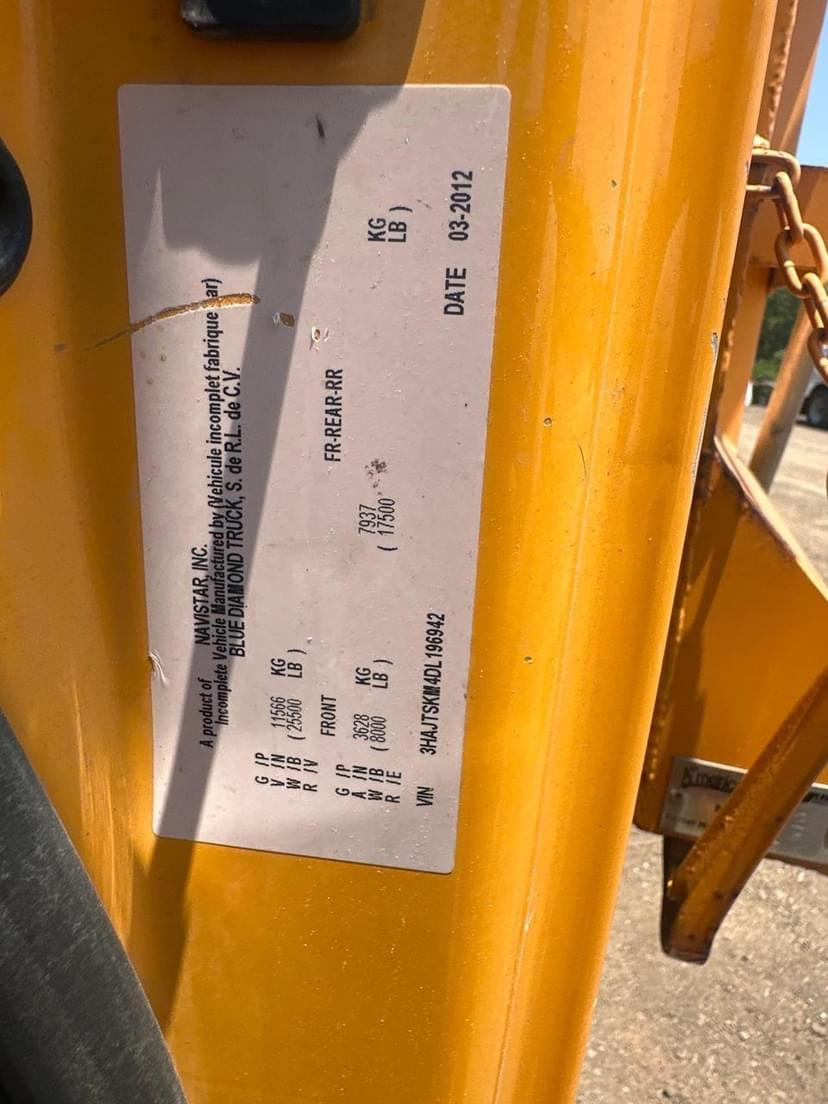 A product of NAVISTAR, INC.
Incomplete Vehicle Manufactured by (Vehicule incomplet fabrique
BLUE DIAMOND TRUCK, S. de R.L. de C.V.
G /P
V /N 11566 KG
W /B ( 25500 LB )
R /V
FRONT FR-REAR-RR
G /P
A /N 3628 KG 7937 KG
W /B ( 8000 LB ) ( 17500 LB )
R /E
VIN 3HAJTSKM4DL196942 DATE 03-2012